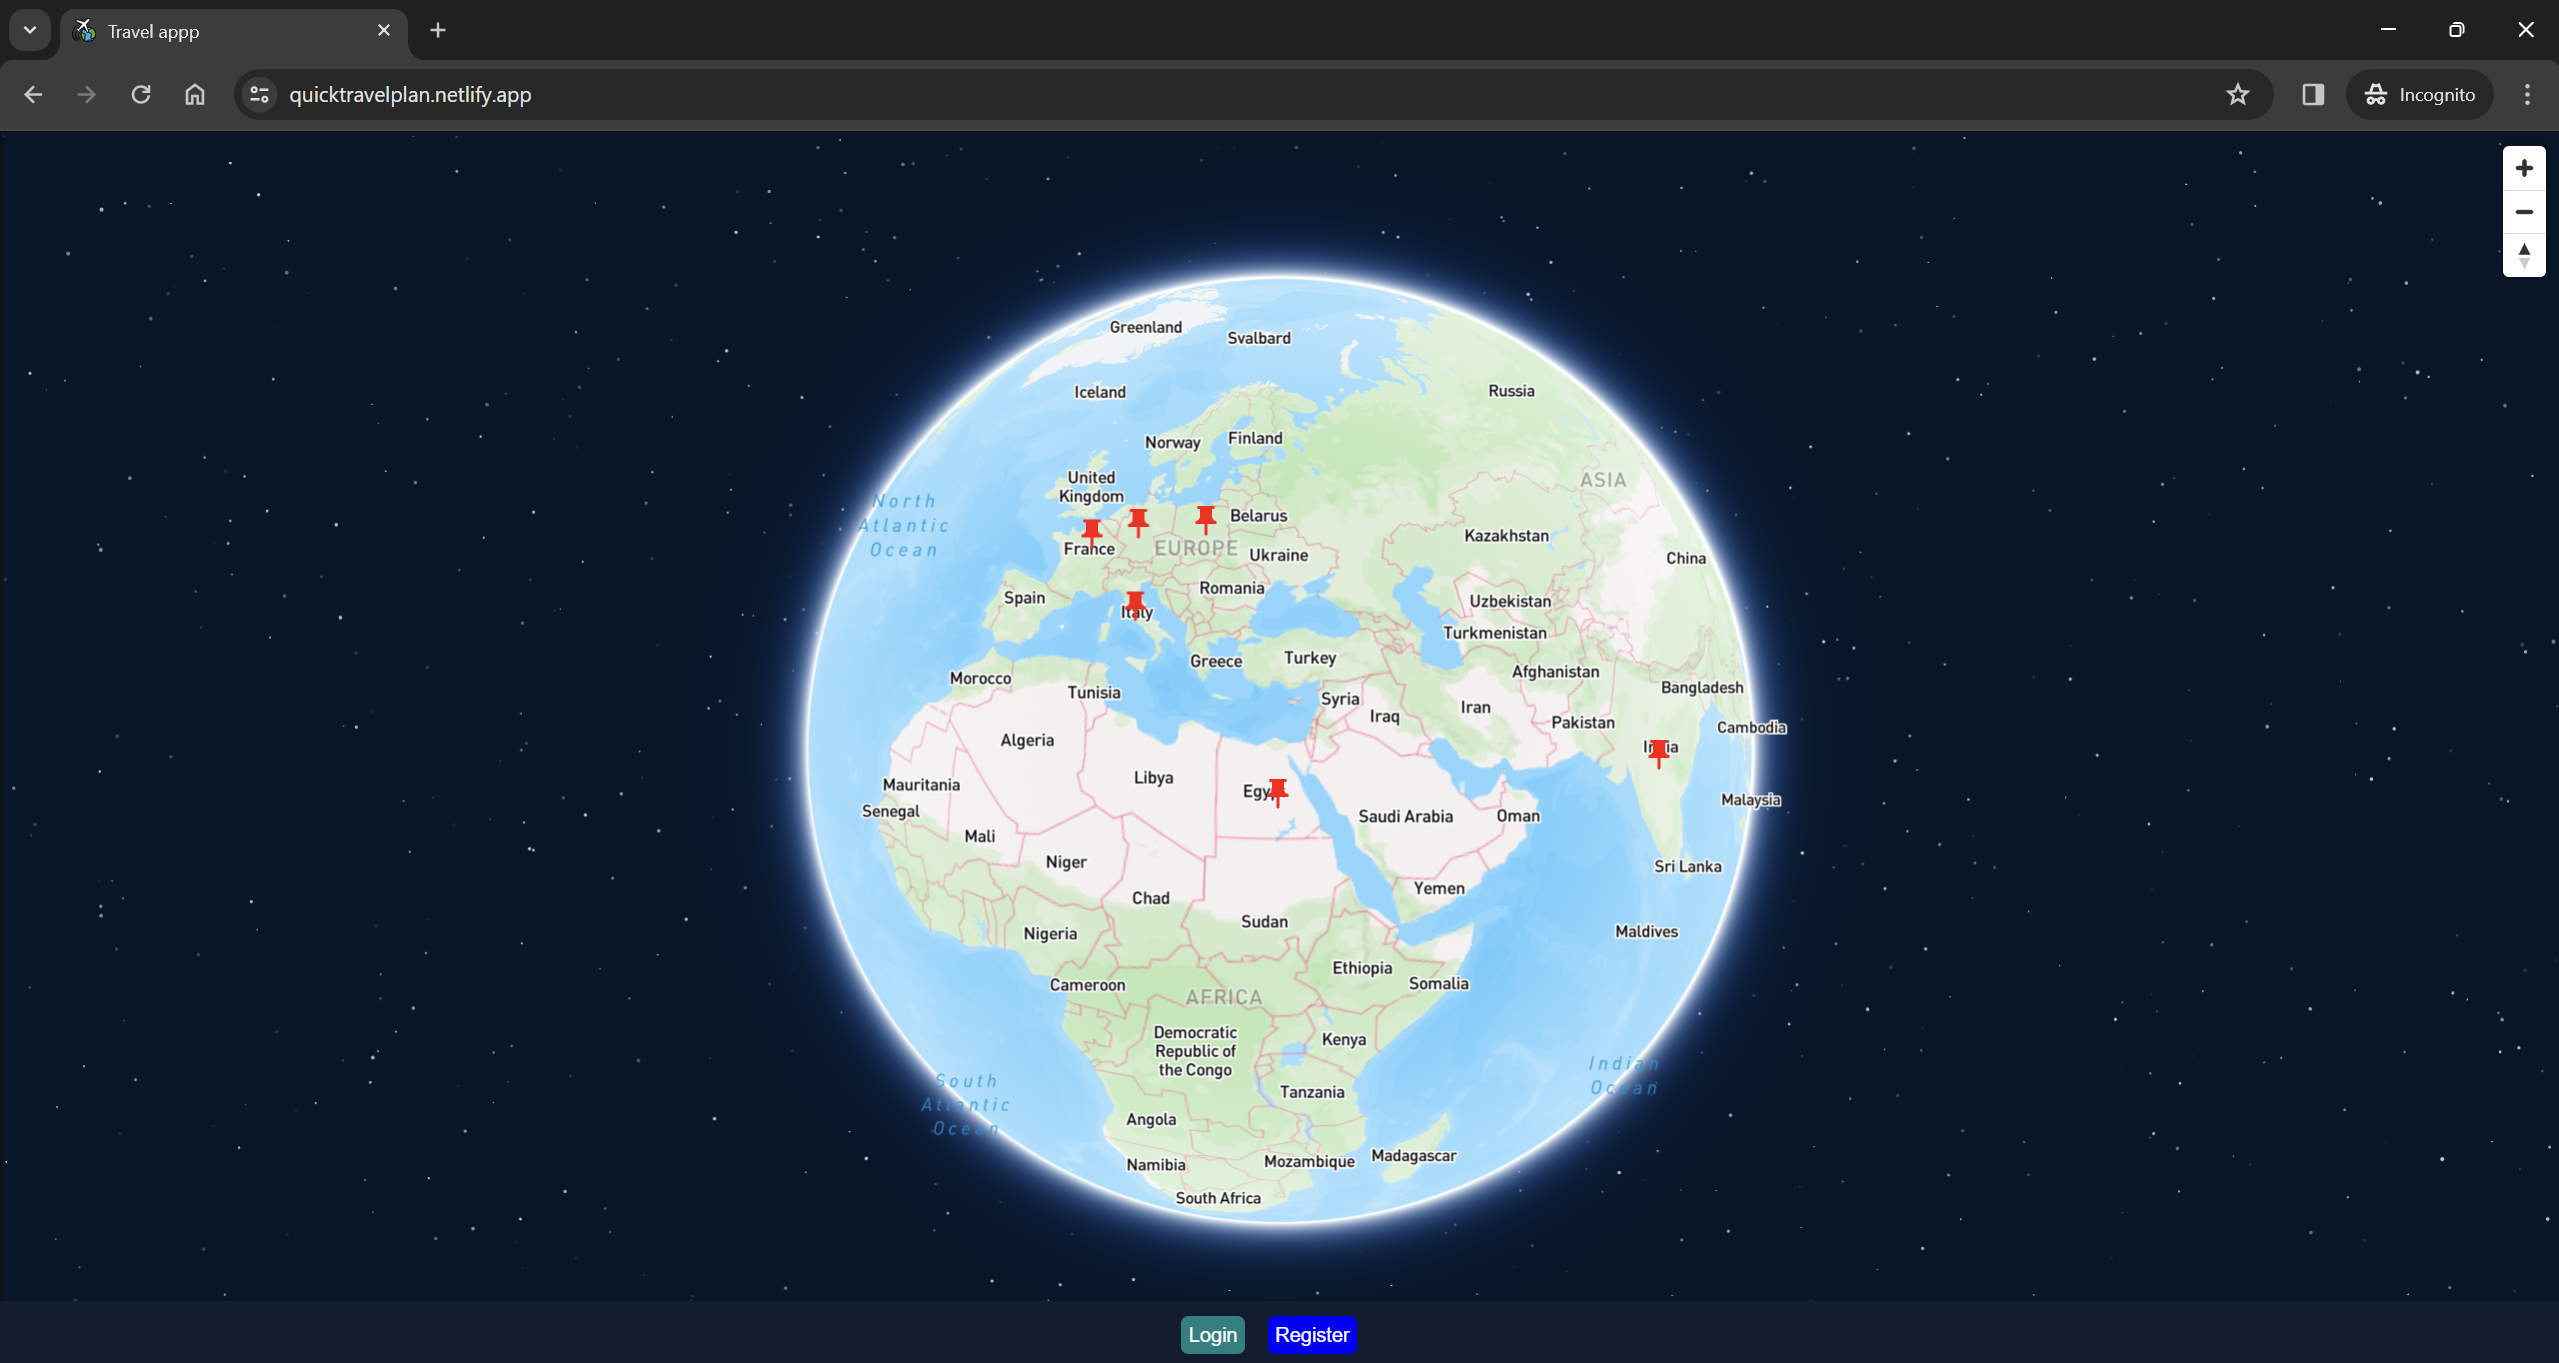 Travel appp
quicktravelplan.netlify.app
Incognito
Greenland
Svalbard
Iceland
Russia
Norway
Finland
United
Kingdom
ASIA
North
Atlantic
Ocean
Belarus
Kazakhstan
France
EUROPE
Ukraine
China
Spain
Romania
Italy
Uzbekistan
Turkmenistan
Greece
Turkey
Afghanistan
Morocco
Tunisia
Bangladesh
Syria
Iraq
Iran
Pakistan
Cambodia
Algeria
India
Libya
Mauritania
Egypt
Malaysia
Senegal
Saudi Arabia
Oman
Mali
Niger
Sri Lanka
Chad
Yemen
Sudan
Nigeria
Maldives
Ethiopia
Cameroon
Somalia
AFRICA
Democratic
Republic of
the Congo
Kenya
Indian
Ocean
South
Atlantic
Ocean
Tanzania
Angola
Namibia
Mozambique
Madagascar
South Africa
Login
Register